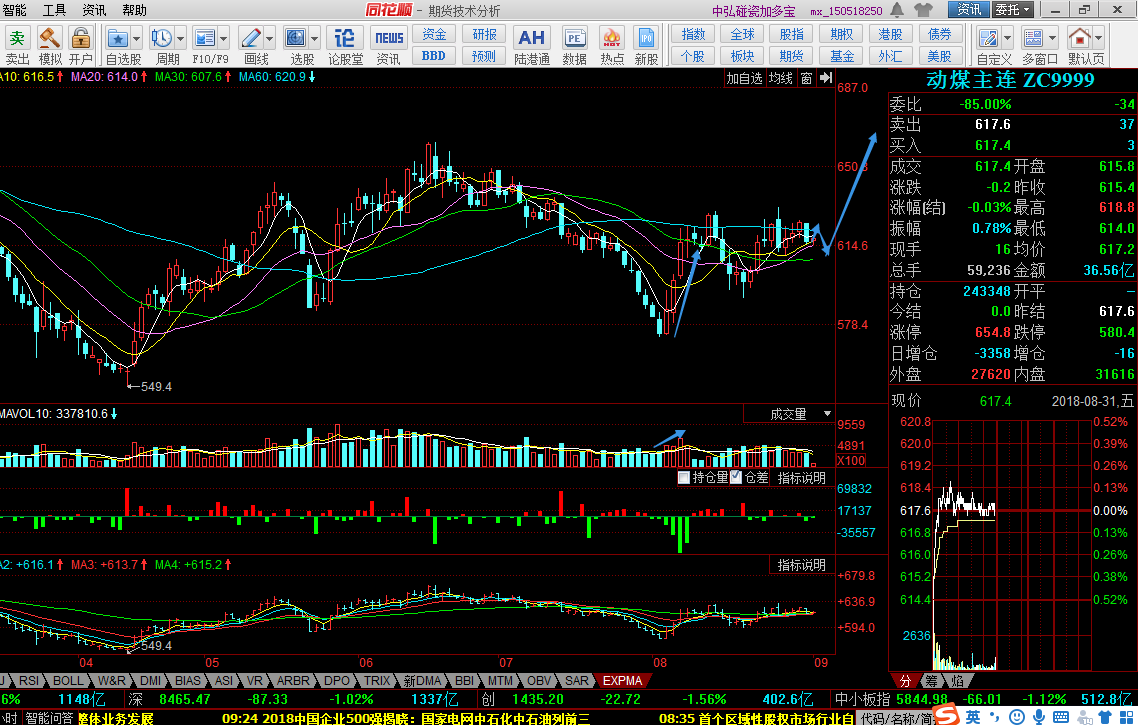 智能 工具 资讯 帮助 同花顺 - 期货技术分析 中弘碰瓷加多宝 mx_150518250 资讯 委托
卖 论 NEWS 资金 研报 AH PE HOT IPO 指数 全球 股指 期权 港股 债券
卖出 模拟 开户 自选股 周期 F10/F9 画线 选股 论股堂 资讯 BBD 预测 陆港通 数据 热点 新股 个股 板块 期货 基金 外汇 美股 自定义 多窗口 默认页
A10: 616.5 MA20: 614.0 MA30: 607.6 MA60: 620.9 加自选 均线 窗
687.0
650.8
614.6
578.4
549.4
MAVOL10: 337810.6 成交量
9559
4891
X100
持仓量 仓差 指标说明
69832
17137
-35557
A2: +616.1 MA3: +613.7 MA4: +615.2 指标说明
+679.8
+636.9
+594.0
549.4
04 05 06 07 08 09
动煤主连 ZC9999
委比 -85.00% -34
卖出 617.6 37
买入 617.4 3
成交 617.4 开盘 615.8
涨跌 -0.2 昨收 615.4
涨幅(结) -0.03% 最高 618.8
振幅 0.78% 最低 614.0
现手 16 均价 617.2
总手 59,236 金额 36.56亿
持仓 243348 开平 —
今结 0.0 昨结 617.6
涨停 654.8 跌停 580.4
日增仓 -3358 增仓 -16
外盘 27620 内盘 31616
现价 617.4 2018-08-31,五
620.8 0.52%
620.0 0.39%
619.2 0.26%
618.4 0.13%
617.6 0.00%
616.8 0.13%
616.0 0.26%
615.2 0.38%
614.4 0.52%
2636
J RSI BOLL W&R DMI BIAS ASI VR ARBR DPO TRIX 新DMA BBI MTM OBV SAR EXPMA 分 筹 焰
6% 1148亿 深 8465.47 -87.33 -1.02% 1337亿 创 1435.20 -22.72 -1.56% 402.6亿 中小板指 5844.98 -66.01 -1.12% 512.8亿
小时 智能问答 整体业务发展 09:24 2018中国企业500强揭晓：国家电网中石化中石油列前三 08:35 首个区域性股权市场行业自 代码/名称/简 英